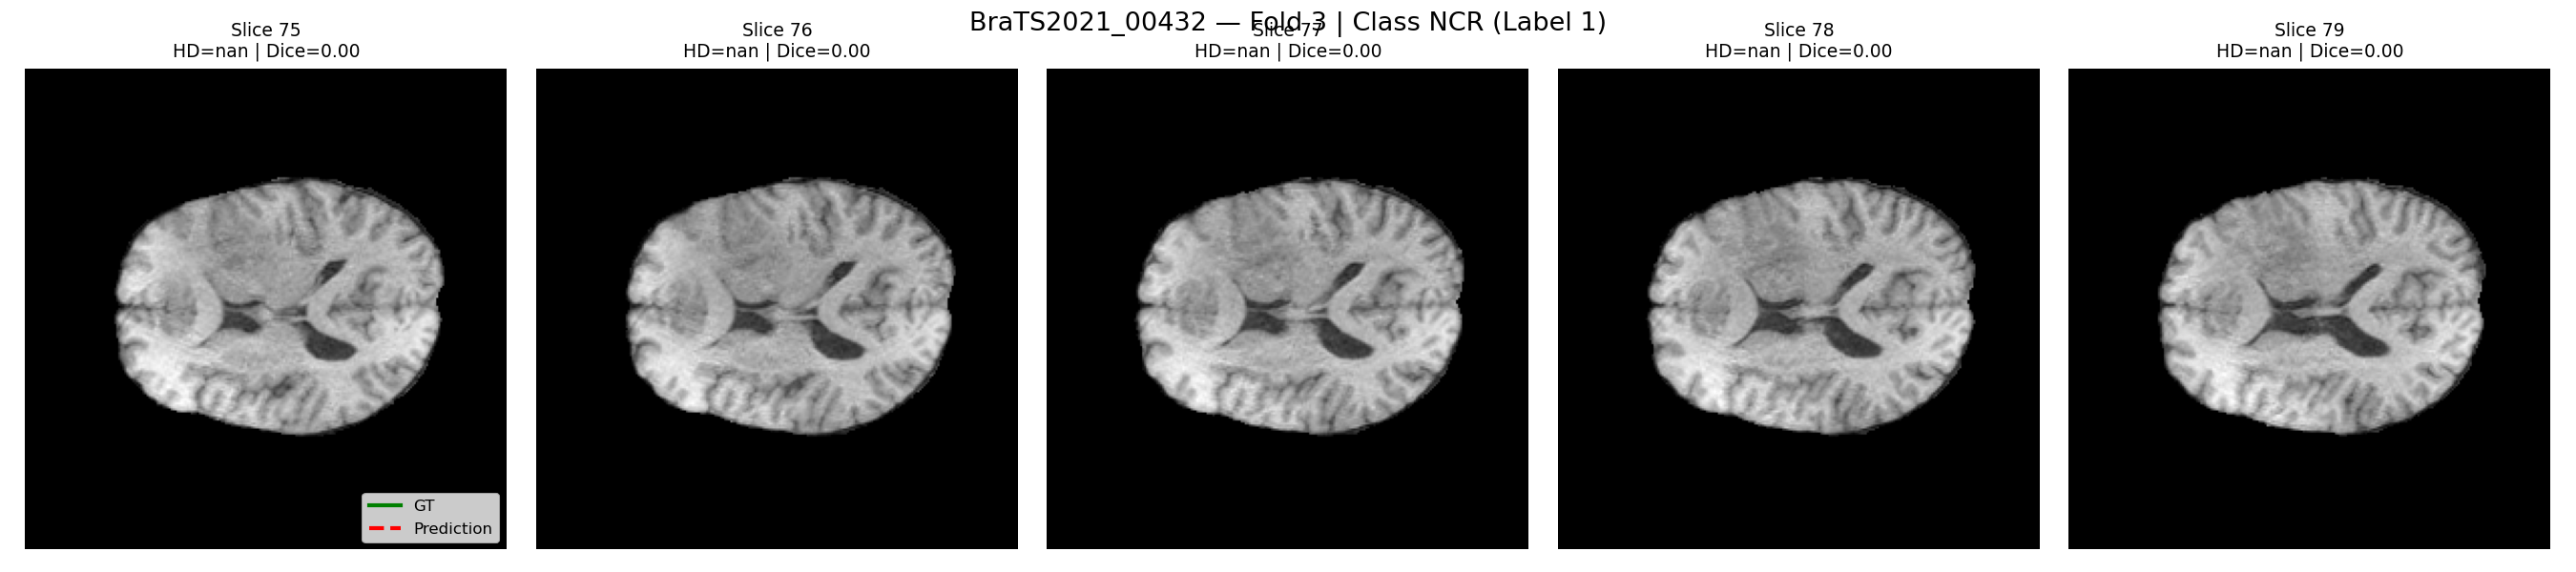 BraTS2021_00432 — Fold 3 | Class NCR (Label 1)
Slice 75
HD=nan | Dice=0.00
Slice 76
HD=nan | Dice=0.00
Slice 77
HD=nan | Dice=0.00
Slice 78
HD=nan | Dice=0.00
Slice 79
HD=nan | Dice=0.00
GT
Prediction